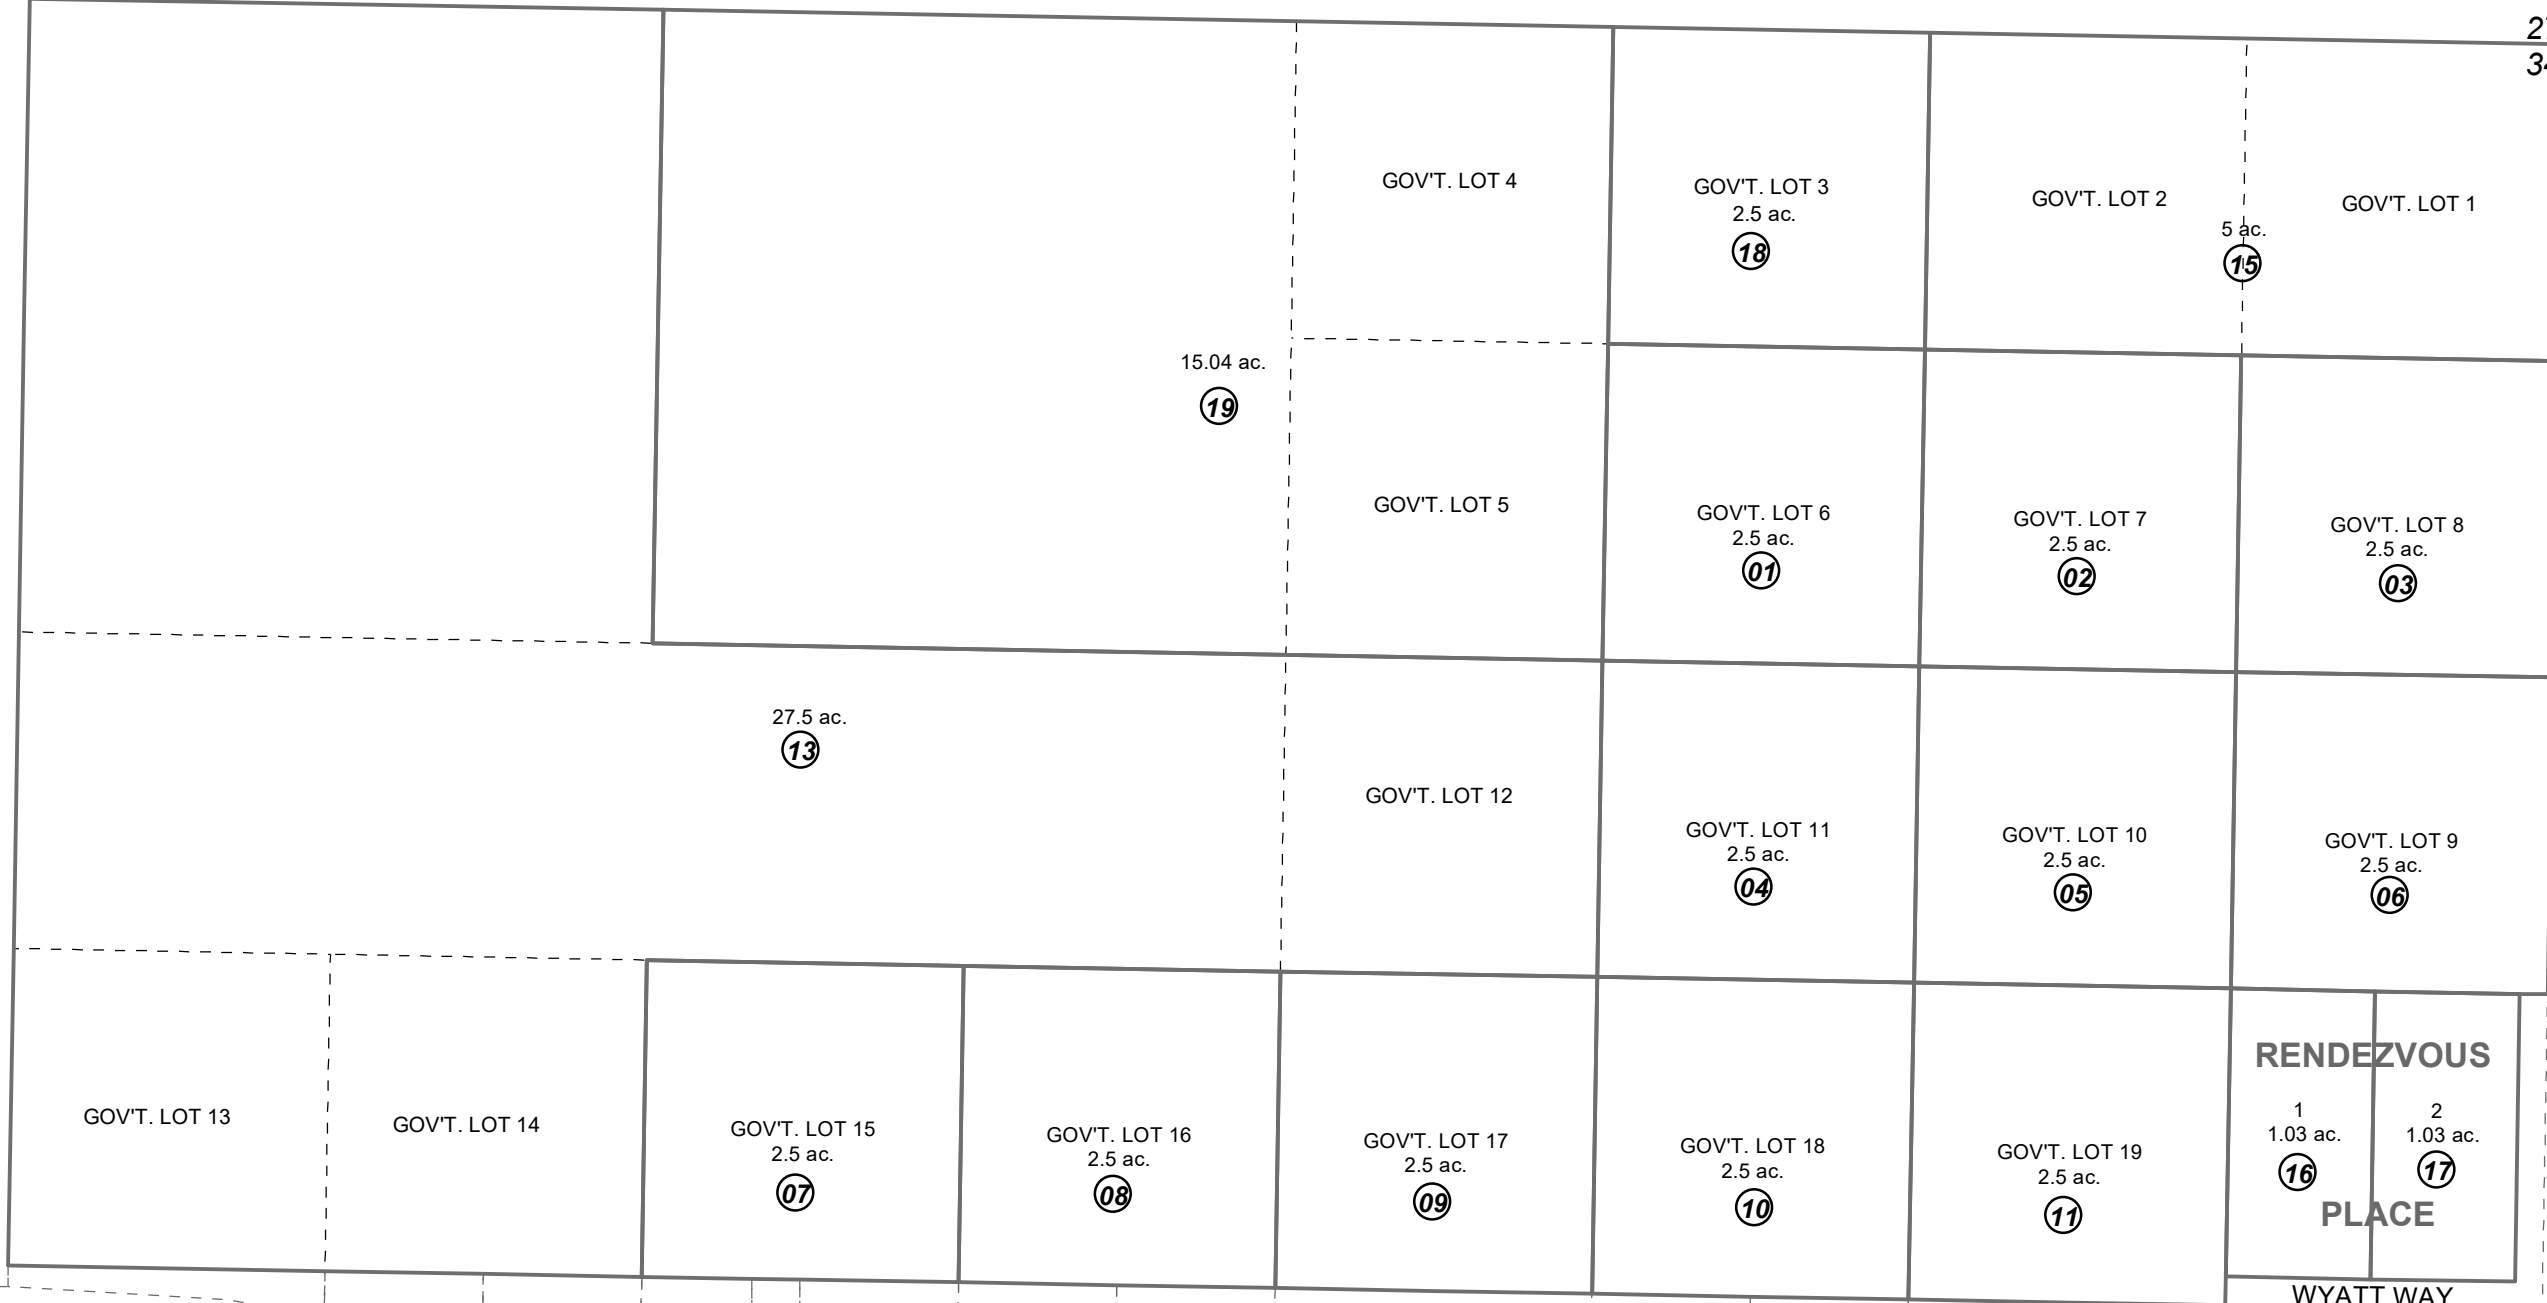 2
34
GOV'T. LOT 4
GOV'T. LOT 3
2.5 ac.
18
GOV'T. LOT 2
GOV'T. LOT 1
5 ac.
15
15.04 ac.
19
GOV'T. LOT 5
GOV'T. LOT 6
2.5 ac.
01
GOV'T. LOT 7
2.5 ac.
02
GOV'T. LOT 8
2.5 ac.
03
27.5 ac.
13
GOV'T. LOT 12
GOV'T. LOT 11
2.5 ac.
04
GOV'T. LOT 10
2.5 ac.
05
GOV'T. LOT 9
2.5 ac.
06
GOV'T. LOT 13
GOV'T. LOT 14
GOV'T. LOT 15
2.5 ac.
07
GOV'T. LOT 16
2.5 ac.
08
GOV'T. LOT 17
2.5 ac.
09
GOV'T. LOT 18
2.5 ac.
10
GOV'T. LOT 19
2.5 ac.
11
RENDEZVOUS
1
1.03 ac.
16
2
1.03 ac.
17
PLACE
WYATT WAY